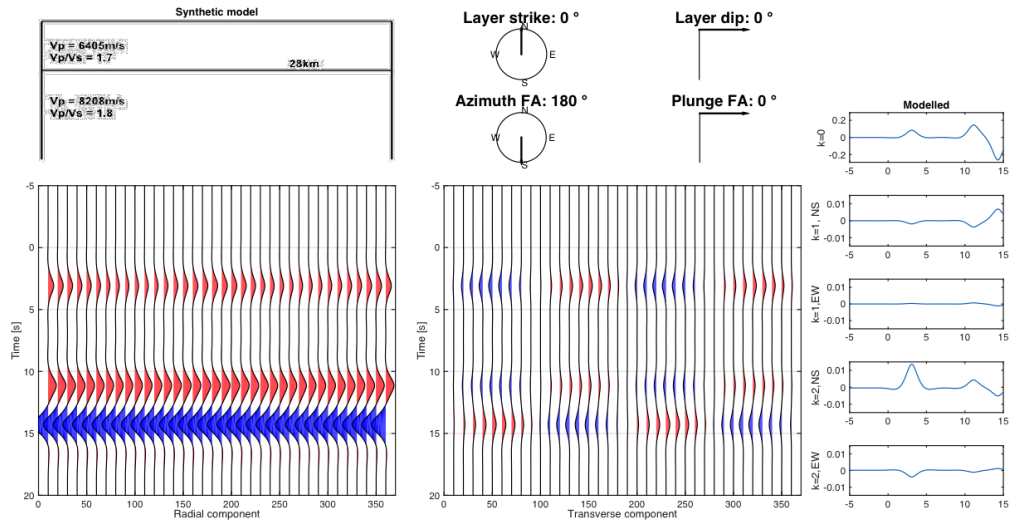 Synthetic model
Vp = 6405m/s
Vp/Vs = 1.7
28km
Vp = 8208m/s
Vp/Vs = 1.8
Layer strike: 0 °
N
W
E
S
Layer dip: 0 °
Azimuth FA: 180 °
N
W
E
S
Plunge FA: 0 °
-5
0
5
10
15
20
Time [s]
0 50 100 150 200 250 300 350
Radial component
-5
0
5
10
15
20
Time [s]
0 50 100 150 200 250 300 350
Transverse component
Modelled
k=0
0.2
0
-0.2
-5 0 5 10 15
k=1, NS
0.01
0
-0.01
-5 0 5 10 15
k=1,EW
0.01
0
-0.01
-5 0 5 10 15
k=2,NS
0.01
0
-0.01
-5 0 5 10 15
k=2,EW
0.01
0
-0.01
-5 0 5 10 15